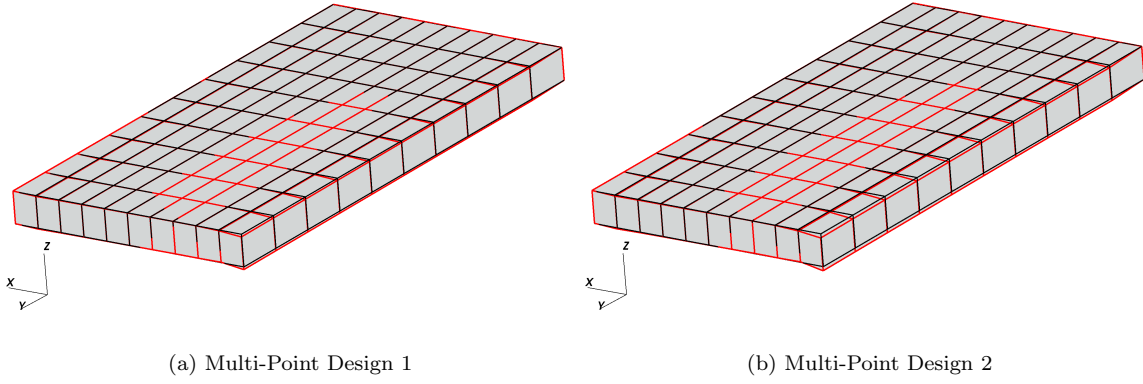 Z
X
Y
Z
X
Y
(a) Multi-Point Design 1
(b) Multi-Point Design 2